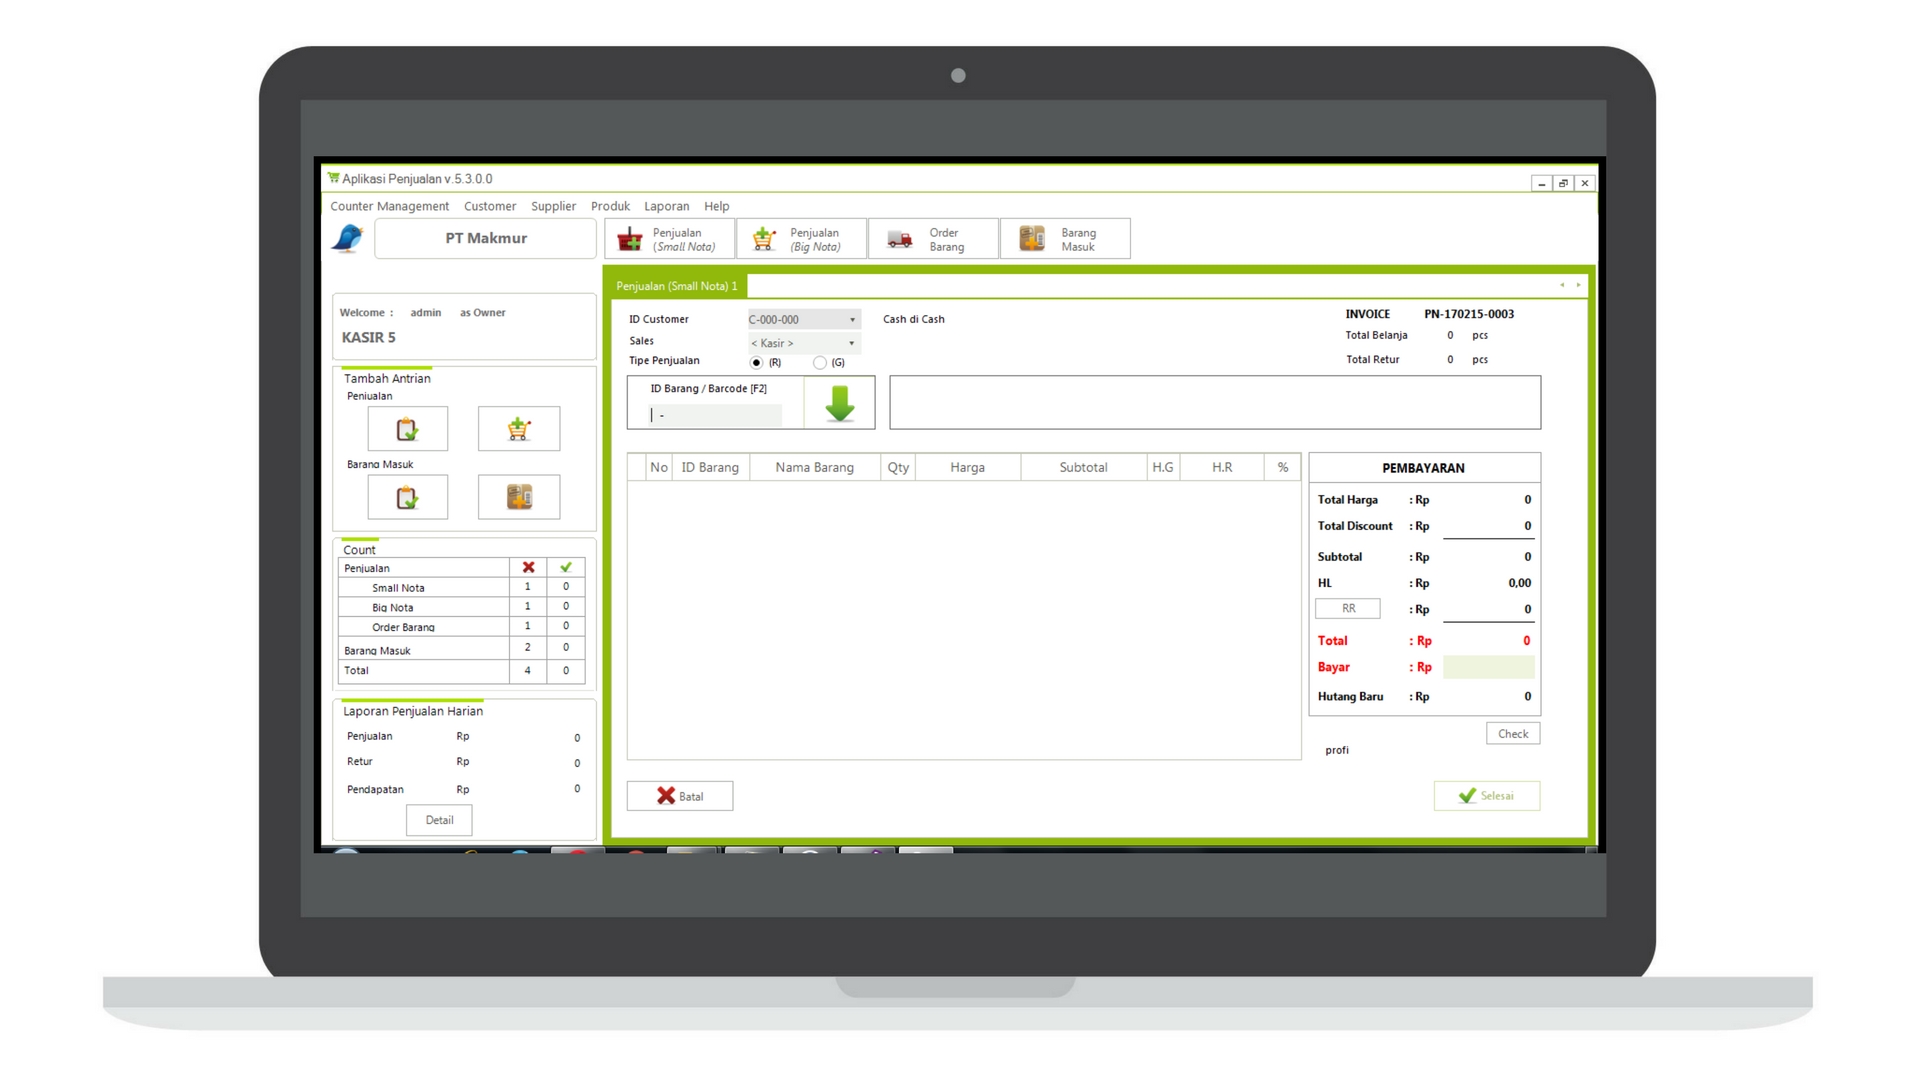 Aplikasi Penjualan v.5.3.0.0
Counter Management Customer Supplier Produk Laporan Help
PT Makmur
Penjualan
(Small Nota)
Penjualan
(Big Nota)
Order
Barang
Barang
Masuk
Welcome : admin as Owner
KASIR 5
Tambah Antrian
Penjualan
Barang Masuk
Count
Penjualan
Small Nota 1 0
Big Nota 1 0
Order Barang 1 0
Barang Masuk 2 0
Total 4 0
Laporan Penjualan Harian
Penjualan Rp 0
Retur Rp 0
Pendapatan Rp 0
Detail
Penjualan (Small Nota) 1
ID Customer C-000-000 Cash di Cash
Sales < Kasir >
Tipe Penjualan (R) (G)
INVOICE PN-170215-0003
Total Belanja 0 pcs
Total Retur 0 pcs
ID Barang / Barcode [F2]
-
No ID Barang Nama Barang Qty Harga Subtotal H.G H.R %
PEMBAYARAN
Total Harga : Rp 0
Total Discount : Rp 0
Subtotal : Rp 0
HL : Rp 0,00
RR : Rp 0
Total : Rp 0
Bayar : Rp
Hutang Baru : Rp 0
Check
profi
Batal
Selesai